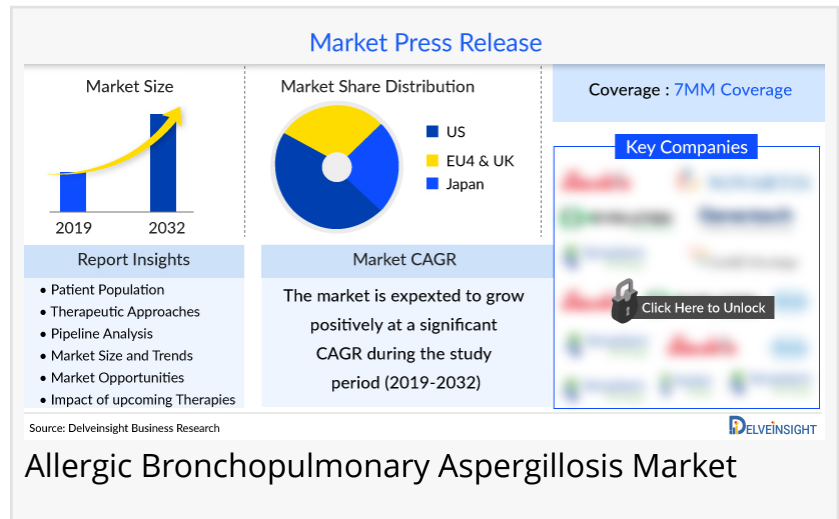 Market Press Release
Market Size
2019
2032
Market Share Distribution
US
EU4 & UK
Japan
Coverage : 7MM Coverage
Key Companies
Click Here to Unlock
Report Insights
• Patient Population
• Therapeutic Approaches
• Pipeline Analysis
• Market Size and Trends
• Market Opportunities
• Impact of upcoming Therapies
Market CAGR
The market is expexted to grow
positively at a significant
CAGR during the study
period (2019-2032)
Source: Delveinsight Business Research
DELVEINSIGHT
Allergic Bronchopulmonary Aspergillosis Market